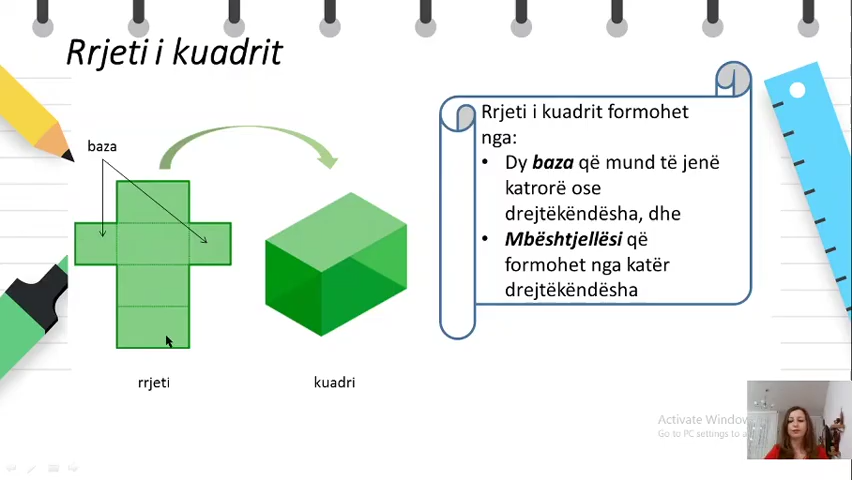 Rrjeti i kuadrit
baza
rrjeti
kuadri
Rrjeti i kuadrit formohet
nga:
• Dy baza që mund të jenë
katrorë ose
drejtëkëndësha, dhe
• Mbështjellësi që
formohet nga katër
drejtëkëndësha
Activate Window
Go to PC settings to a